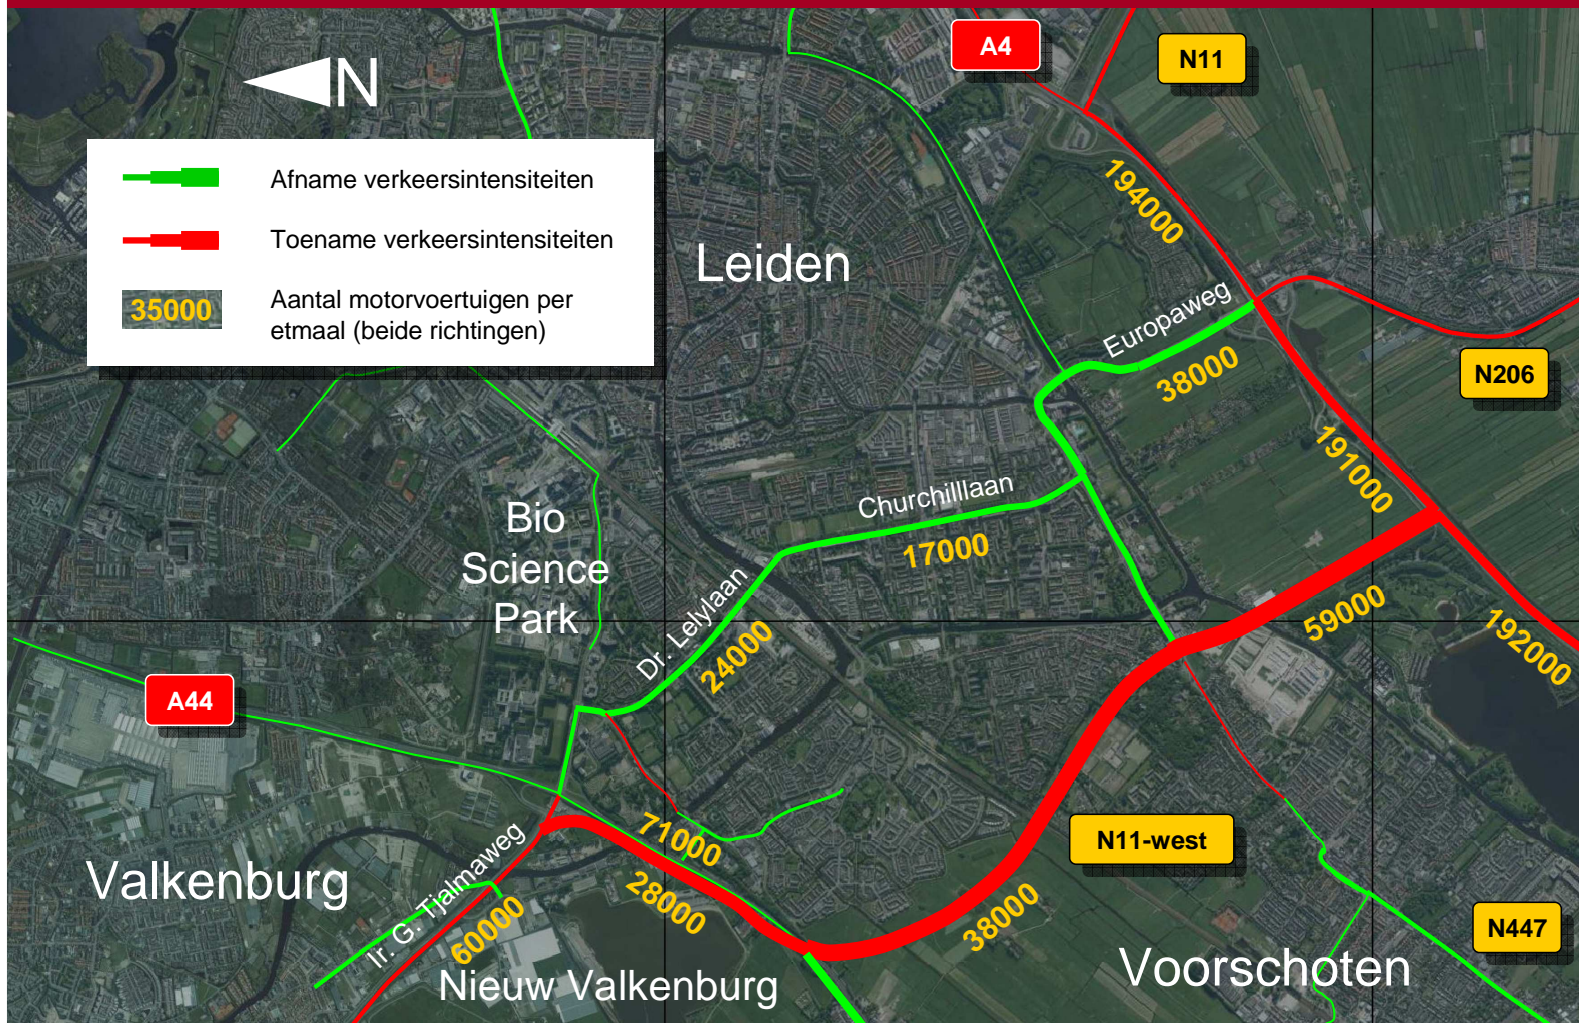 A4
N11
N
Afname verkeersintensiteiten
Toename verkeersintensiteiten
35000
Aantal motorvoertuigen per
etmaal (beide richtingen)
194000
Leiden
Europaweg
38000
N206
191000
Churchilllaan
17000
Bio
Science
Park
Dr. Lelylaan
24000
59000
192000
A44
71000
N11-west
Valkenburg
Ir. G. Tjalmaweg
60000
28000
38000
N447
Nieuw Valkenburg
Voorschoten